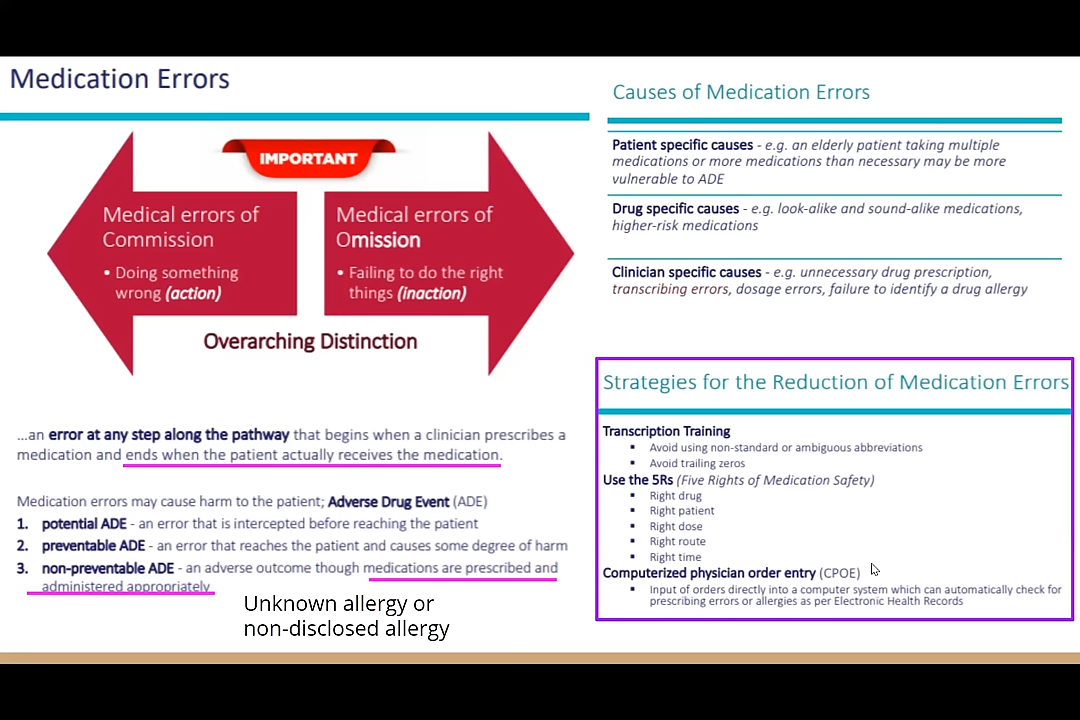 Medication Errors
IMPORTANT
Medical errors of
Commission
• Doing something
wrong (action)
Medical errors of
Omission
• Failing to do the right
things (inaction)
Overarching Distinction
...an error at any step along the pathway that begins when a clinician prescribes a
medication and ends when the patient actually receives the medication.
Medication errors may cause harm to the patient; Adverse Drug Event (ADE)
1. potential ADE - an error that is intercepted before reaching the patient
2. preventable ADE - an error that reaches the patient and causes some degree of harm
3. non-preventable ADE - an adverse outcome though medications are prescribed and
administered appropriately
Unknown allergy or
non-disclosed allergy
Causes of Medication Errors
Patient specific causes - e.g. an elderly patient taking multiple
medications or more medications than necessary may be more
vulnerable to ADE
Drug specific causes - e.g. look-alike and sound-alike medications,
higher-risk medications
Clinician specific causes - e.g. unnecessary drug prescription,
transcribing errors, dosage errors, failure to identify a drug allergy
Strategies for the Reduction of Medication Errors
Transcription Training
▪ Avoid using non-standard or ambiguous abbreviations
▪ Avoid trailing zeros
Use the 5Rs (Five Rights of Medication Safety)
▪ Right drug
▪ Right patient
▪ Right dose
▪ Right route
▪ Right time
Computerized physician order entry (CPOE)
▪ Input of orders directly into a computer system which can automatically check for
prescribing errors or allergies as per Electronic Health Records